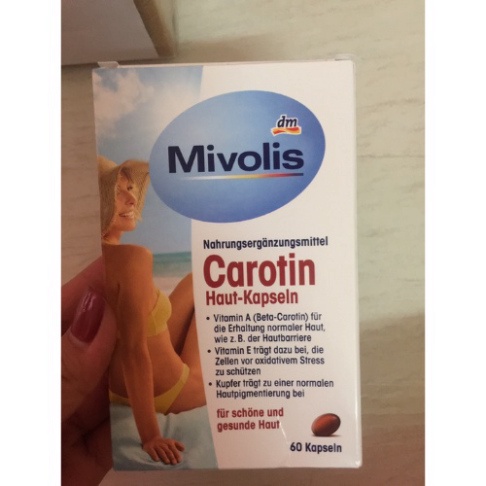 dm
Mivolis
Nahrungsergänzungsmittel
Carotin
Haut-Kapseln
• Vitamin A (Beta-Carotin) für
die Erhaltung normaler Haut,
wie z. B. der Hautbarriere
• Vitamin E trägt dazu bei, die
Zellen vor oxidativem Stress
zu schützen
• Kupfer trägt zu einer normalen
Hautpigmentierung bei
für schöne und
gesunde Haut
60 Kapseln